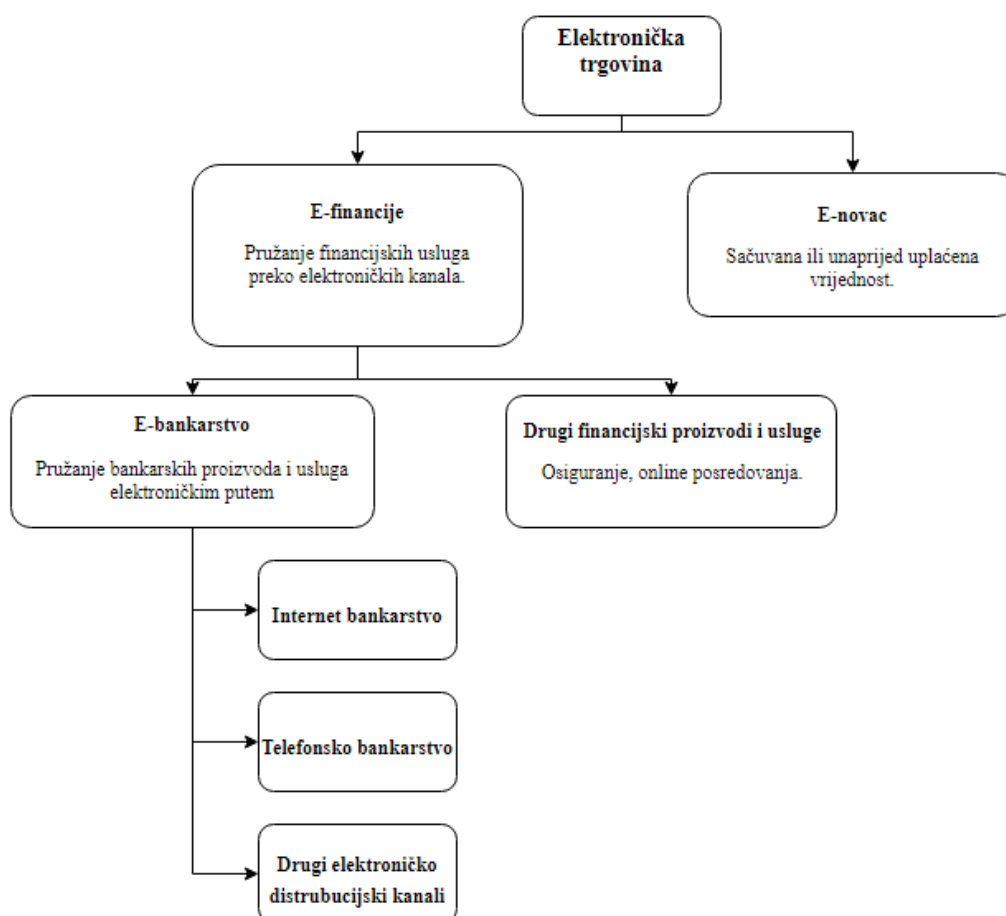 Elektronička
trgovina
E-financije
Pružanje financijskih usluga
preko elektroničkih kanala.
E-novac
Sačuvana ili unaprijed uplaćena
vrijednost.
E-bankarstvo
Pružanje bankarskih proizvoda i usluga
elektroničkim putem
Drugi financijski proizvodi i usluge
Osiguranje, online posredovanja.
Internet bankarstvo
Telefonsko bankarstvo
Drugi elektroničko
distrubucijski kanali